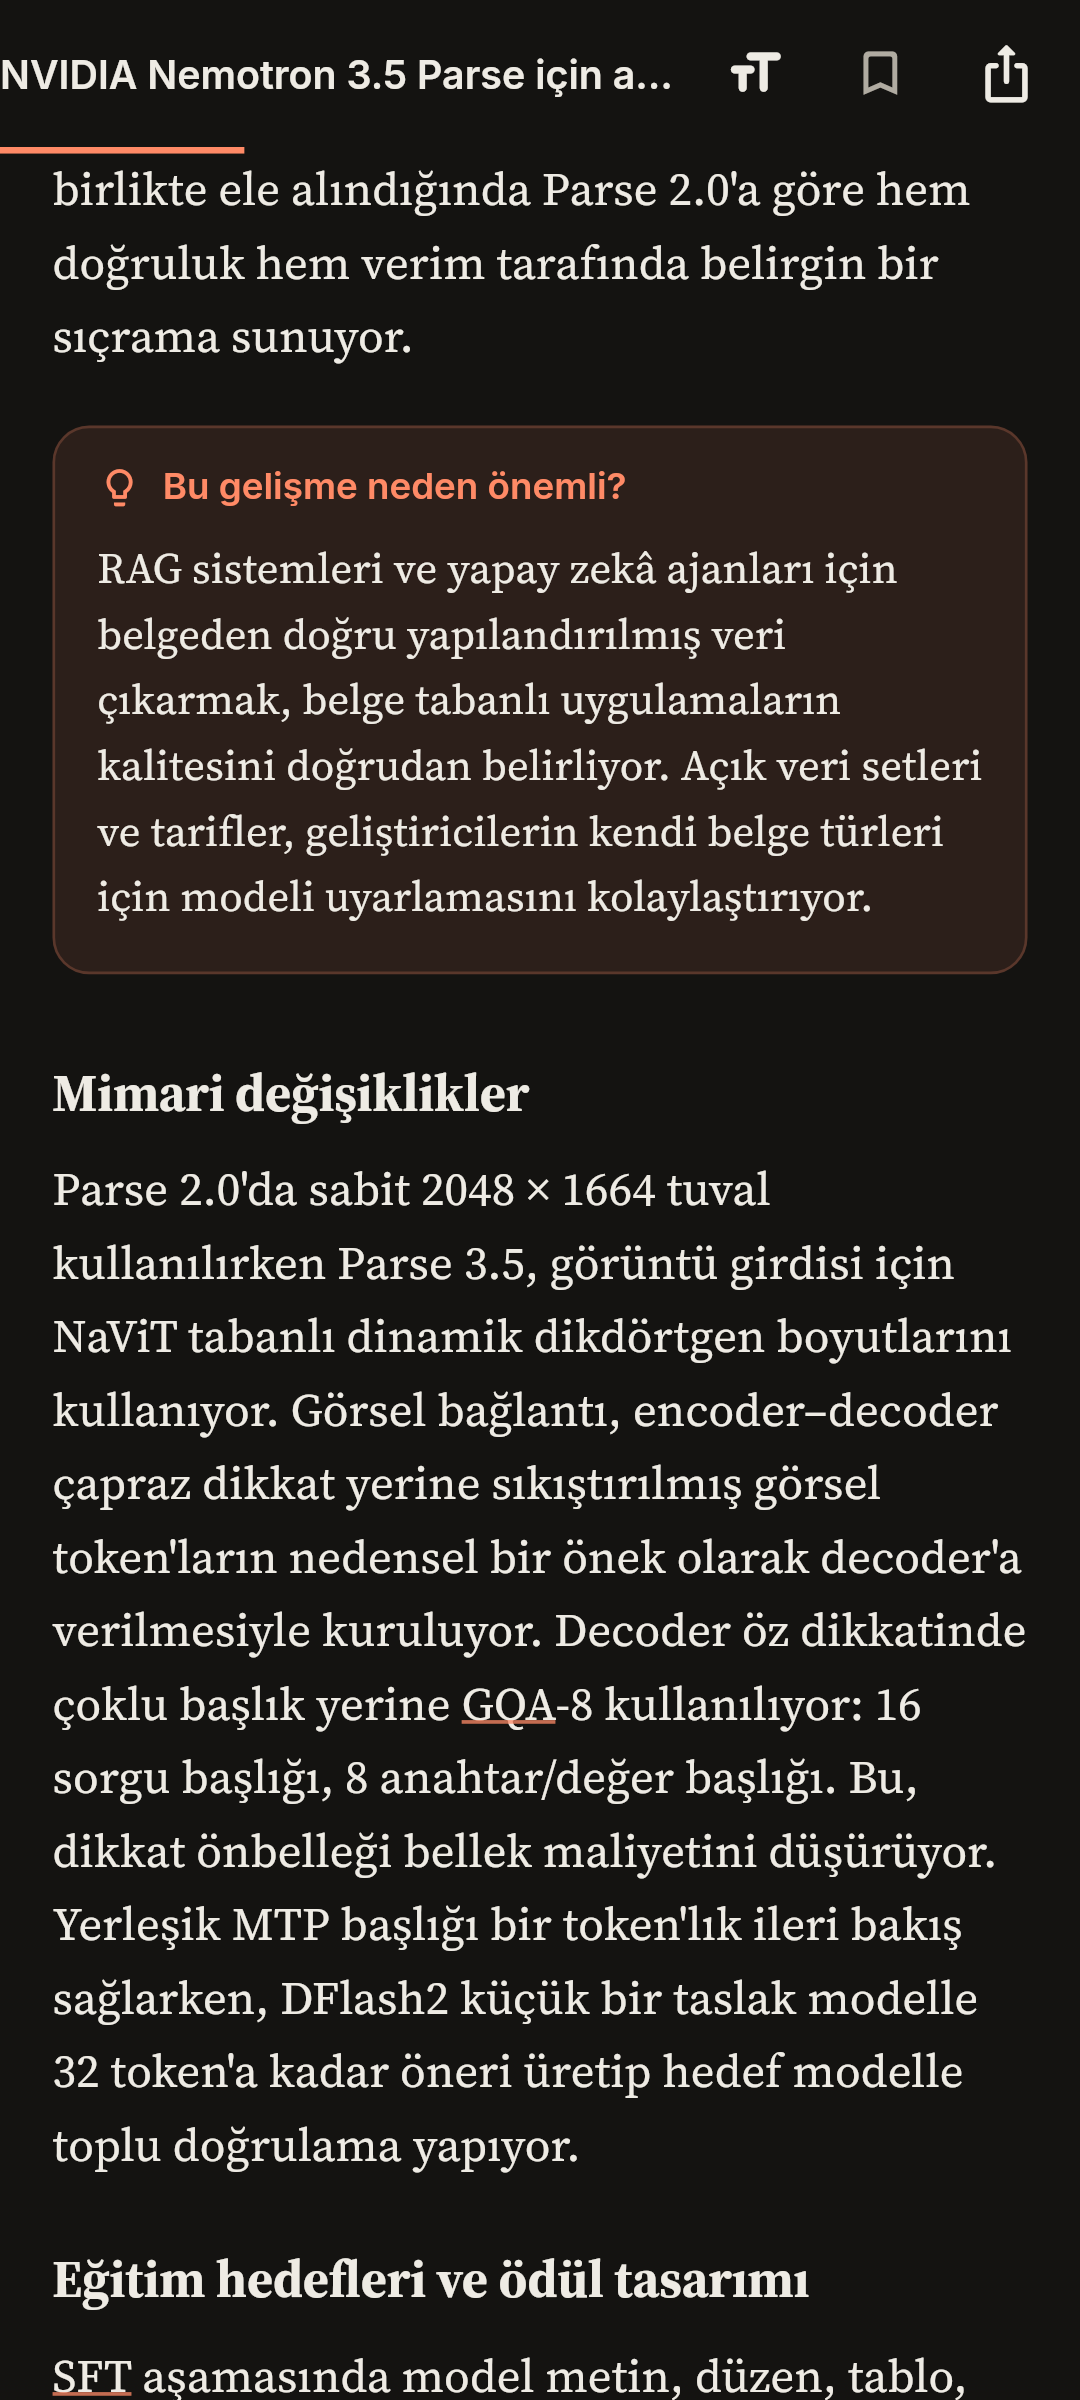 NVIDIA Nemotron 3.5 Parse için a...
birlikte ele alındığında Parse 2.0'a göre hem
doğruluk hem verim tarafında belirgin bir
sıçrama sunuyor.
Bu gelişme neden önemli?
RAG sistemleri ve yapay zekâ ajanları için
belgeden doğru yapılandırılmış veri
çıkarmak, belge tabanlı uygulamaların
kalitesini doğrudan belirliyor. Açık veri setleri
ve tarifler, geliştiricilerin kendi belge türleri
için modeli uyarlamasını kolaylaştırıyor.
Mimari değişiklikler
Parse 2.0'da sabit 2048 × 1664 tuval
kullanılırken Parse 3.5, görüntü girdisi için
NaViT tabanlı dinamik dikdörtgen boyutlarını
kullanıyor. Görsel bağlantı, encoder–decoder
çapraz dikkat yerine sıkıştırılmış görsel
token'ların nedensel bir önek olarak decoder'a
verilmesiyle kuruluyor. Decoder öz dikkatinde
çoklu başlık yerine GQA-8 kullanılıyor: 16
sorgu başlığı, 8 anahtar/değer başlığı. Bu,
dikkat önbelleği bellek maliyetini düşürüyor.
Yerleşik MTP başlığı bir token'lık ileri bakış
sağlarken, DFlash2 küçük bir taslak modelle
32 token'a kadar öneri üretip hedef modelle
toplu doğrulama yapıyor.
Eğitim hedefleri ve ödül tasarımı
SFT aşamasında model metin, düzen, tablo,